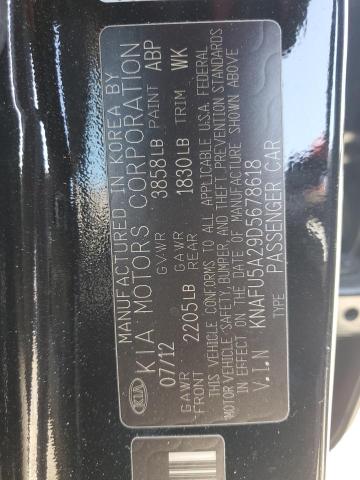 MANUFACTURED IN KOREA BY
KIA KIA MOTORS CORPORATION
07/12 GVWR 3858LB PAINT ABP
GAWR FRONT 2205LB GAWR REAR 1830LB TRIM WK
THIS VEHICLE CONFORMS TO ALL APPLICABLE U.S.A. FEDERAL
MOTOR VEHICLE SAFETY, BUMPER, AND THEFT PREVENTION STANDARDS
IN EFFECT ON THE DATE OF MANUFACTURE SHOWN ABOVE
V.I.N KNAFU5A29D5678618
TYPE PASSENGER CAR